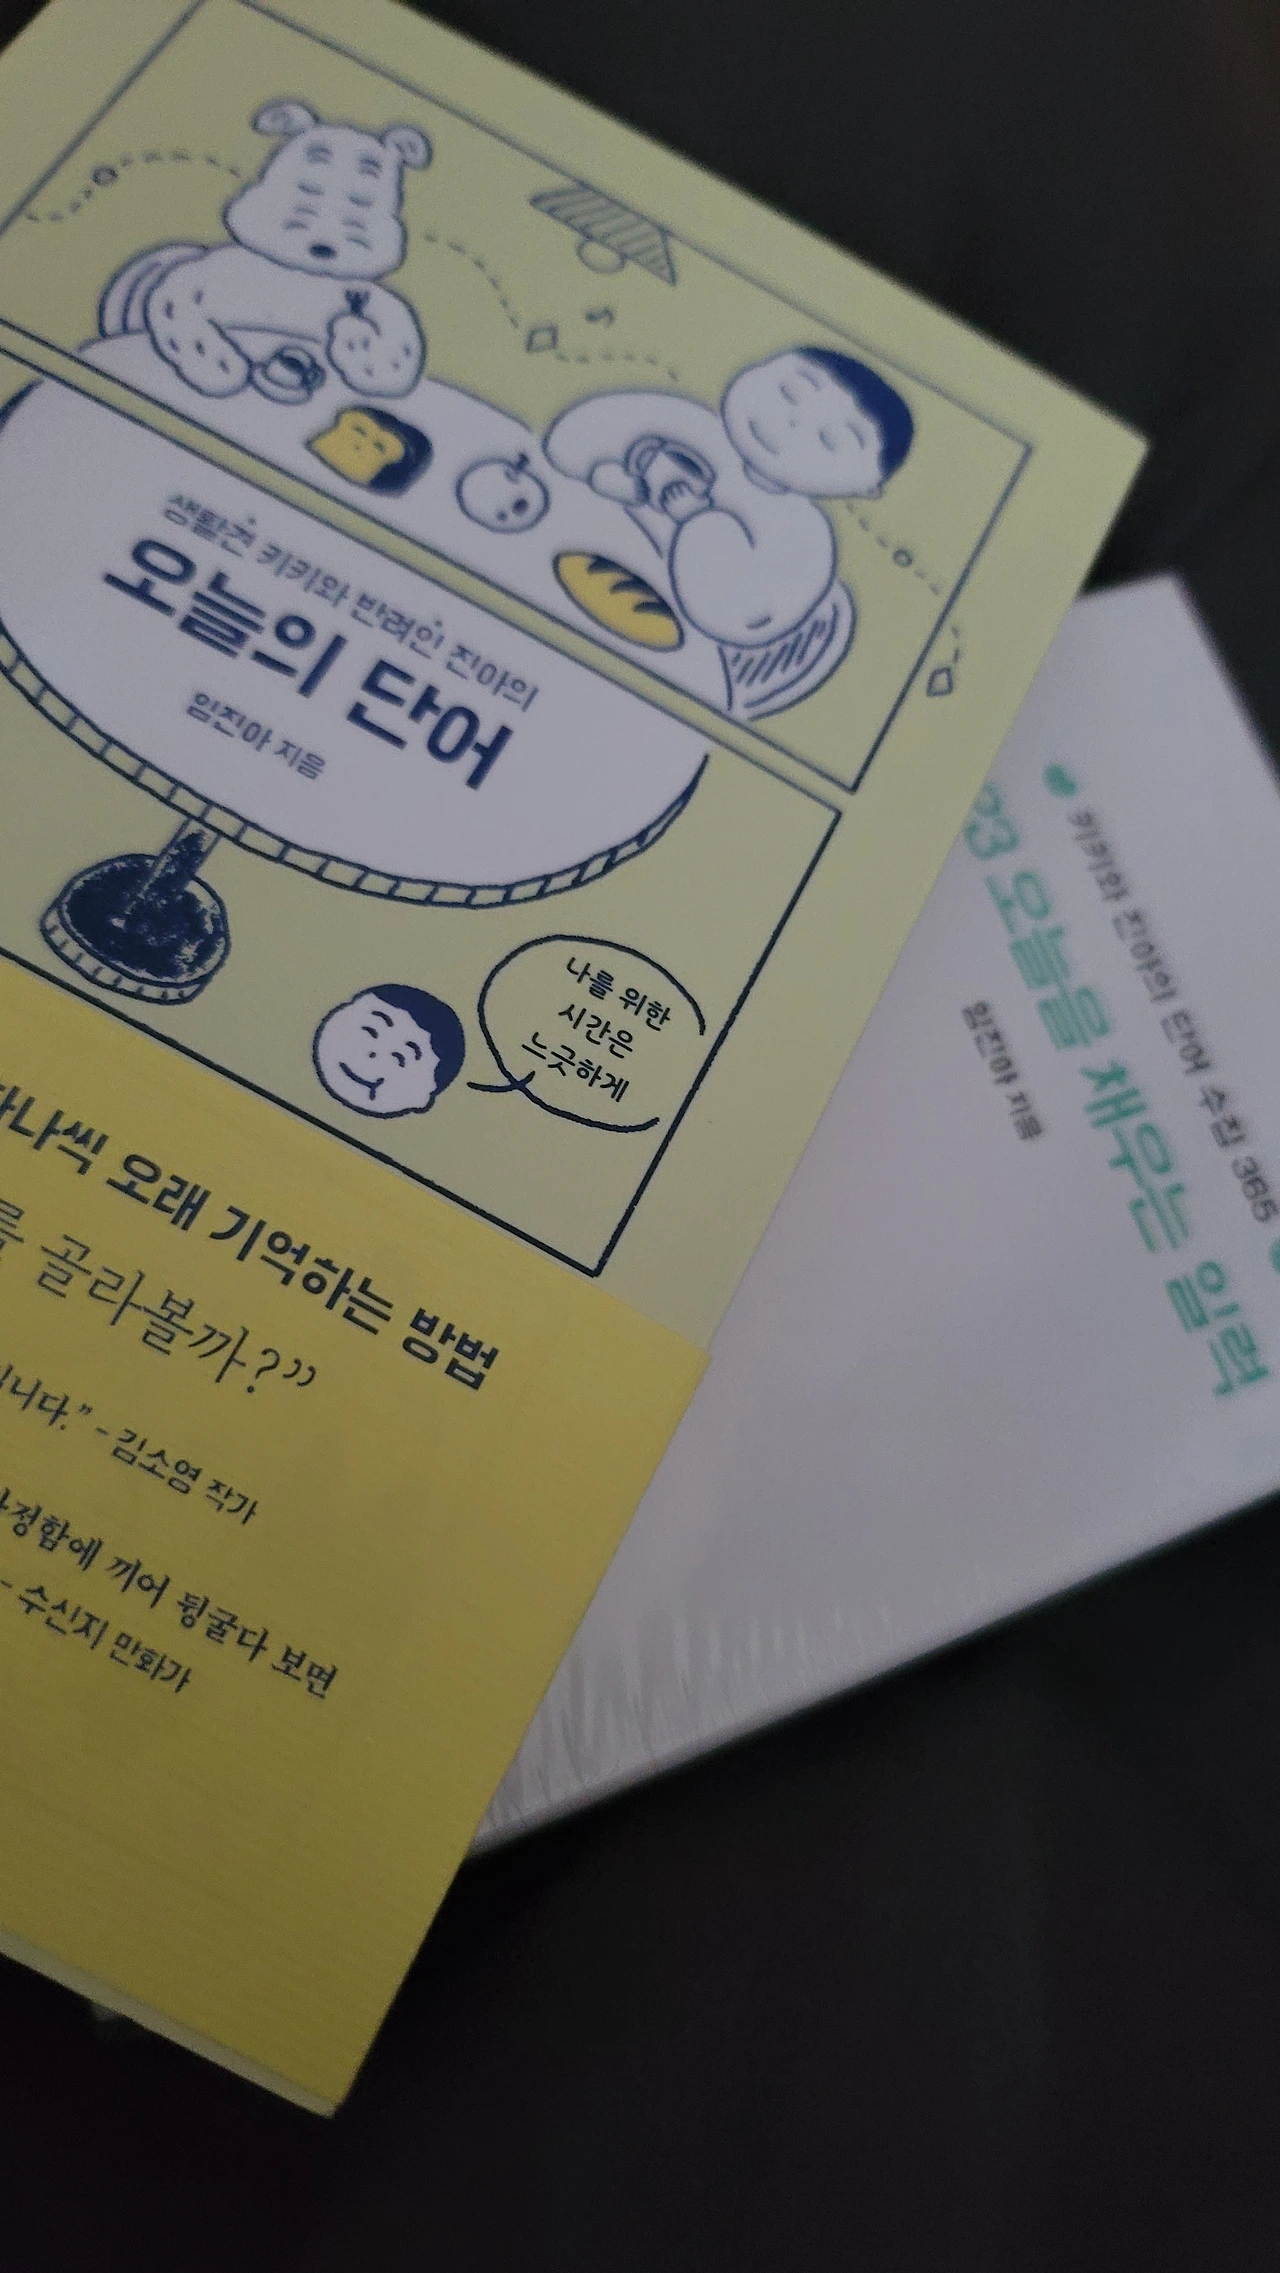 생활견 키키와 반려인 진아의
오늘의 단어
임진아 지음
나를 위한
시간은
느긋하게
하나씩 오래 기억하는 방법
를 골라볼까?”
입니다.” - 김소영 작가
다정함에 끼어 뒹굴다 보면
- 수신지 만화가
키키와 진아의 단어 수집 365
23 오늘을 채우는 일력
임진아 지음